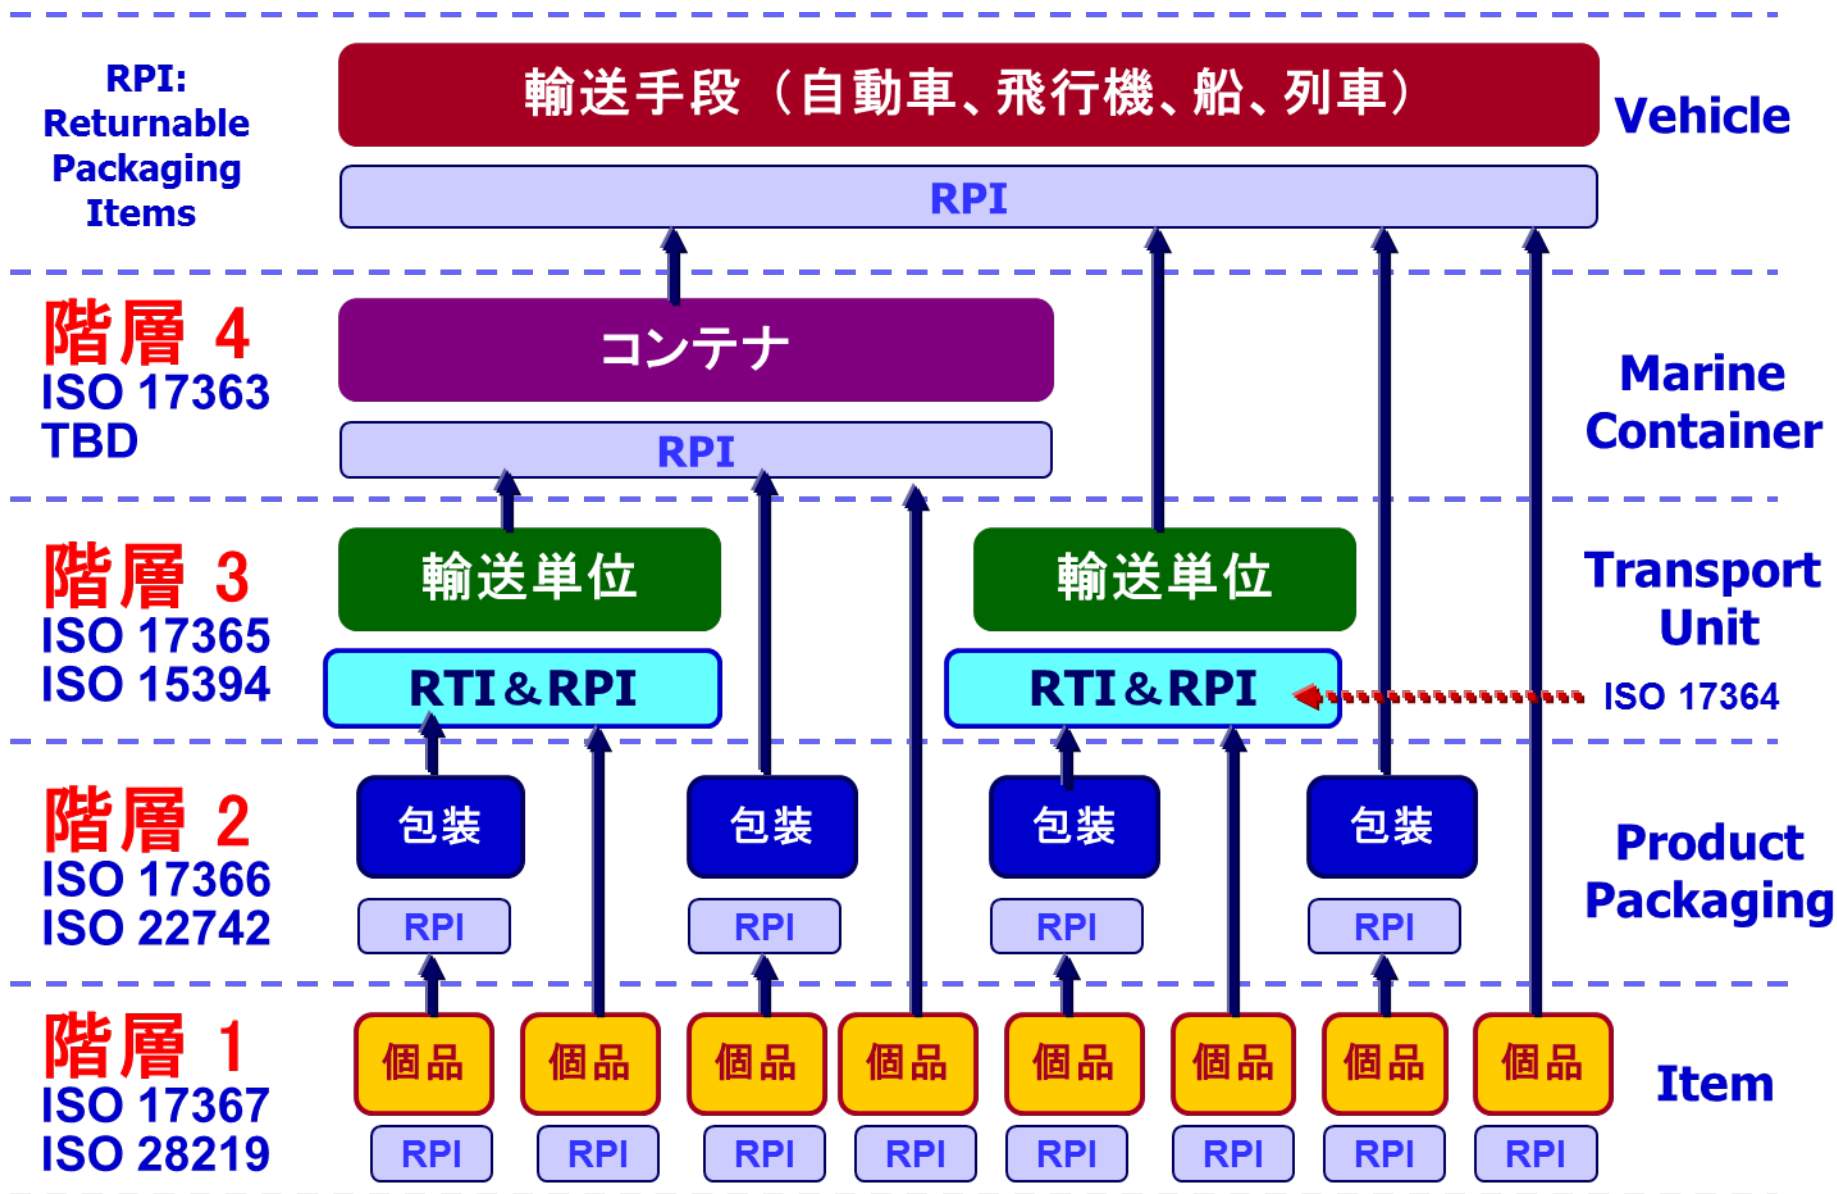 RPI:
Returnable
Packaging
Items
輸送手段（自動車、飛行機、船、列車）
Vehicle
RPI
階層 4
ISO 17363
TBD
コンテナ
RPI
Marine
Container
階層 3
ISO 17365
ISO 15394
輸送単位
輸送単位
RTI＆RPI
RTI＆RPI
Transport
Unit
ISO 17364
階層 2
ISO 17366
ISO 22742
包装
包装
包装
包装
RPI
RPI
RPI
RPI
Product
Packaging
階層 1
ISO 17367
ISO 28219
個品
個品
個品
個品
個品
個品
個品
個品
RPI
RPI
RPI
RPI
RPI
RPI
RPI
RPI
Item